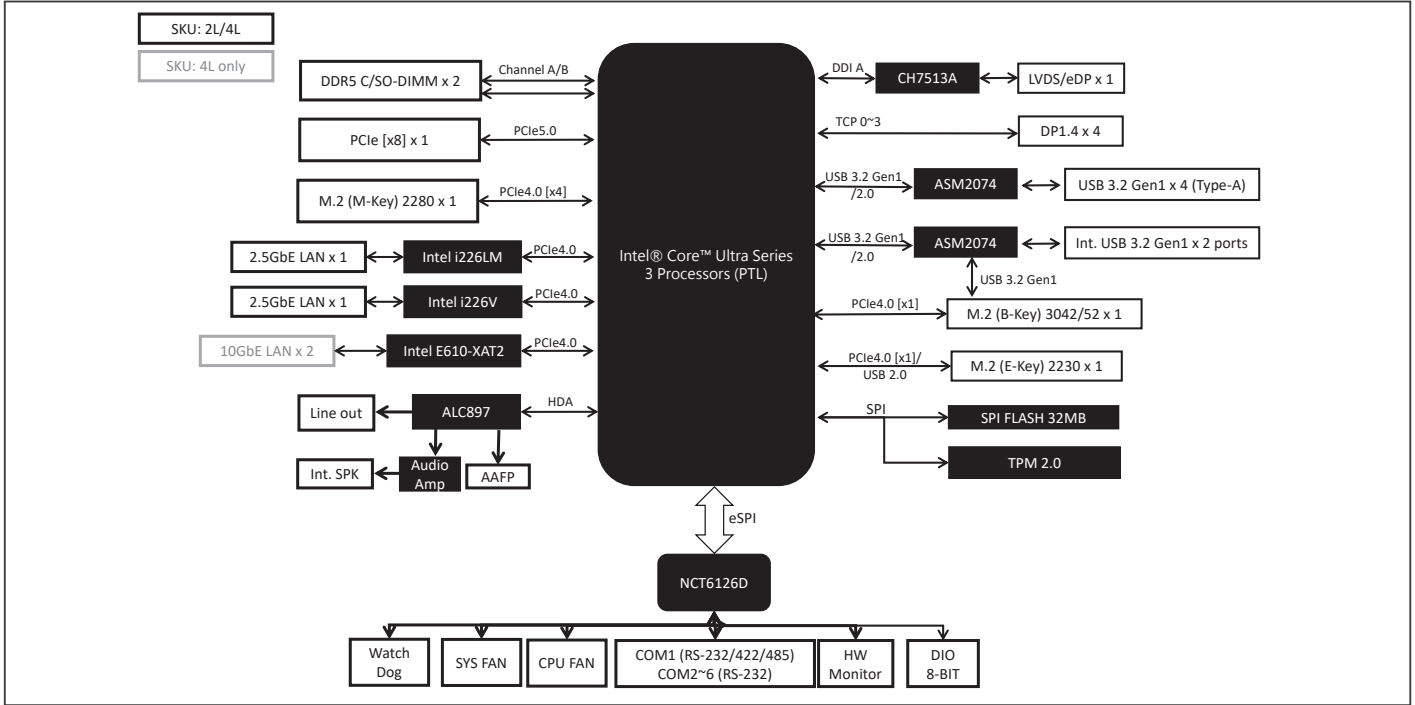 SKU: 2L/4L
SKU: 4L only
DDR5 C/SO-DIMM x 2
Channel A/B
PCIe [x8] x 1
PCIe5.0
M.2 (M-Key) 2280 x 1
PCIe4.0 [x4]
2.5GbE LAN x 1
Intel i226LM
PCIe4.0
2.5GbE LAN x 1
Intel i226V
PCIe4.0
10GbE LAN x 2
Intel E610-XAT2
PCIe4.0
Line out
ALC897
HDA
Int. SPK
Audio
Amp
AAFP
Intel® Core™ Ultra Series
3 Processors (PTL)
DDI A
CH7513A
LVDS/eDP x 1
TCP 0~3
DP1.4 x 4
USB 3.2 Gen1
/2.0
ASM2074
USB 3.2 Gen1 x 4 (Type-A)
USB 3.2 Gen1
/2.0
ASM2074
Int. USB 3.2 Gen1 x 2 ports
USB 3.2 Gen1
PCIe4.0 [x1]
M.2 (B-Key) 3042/52 x 1
PCIe4.0 [x1]/
USB 2.0
M.2 (E-Key) 2230 x 1
SPI
SPI FLASH 32MB
TPM 2.0
eSPI
NCT6126D
Watch
Dog
SYS FAN
CPU FAN
COM1 (RS-232/422/485)
COM2~6 (RS-232)
HW
Monitor
DIO
8-BIT